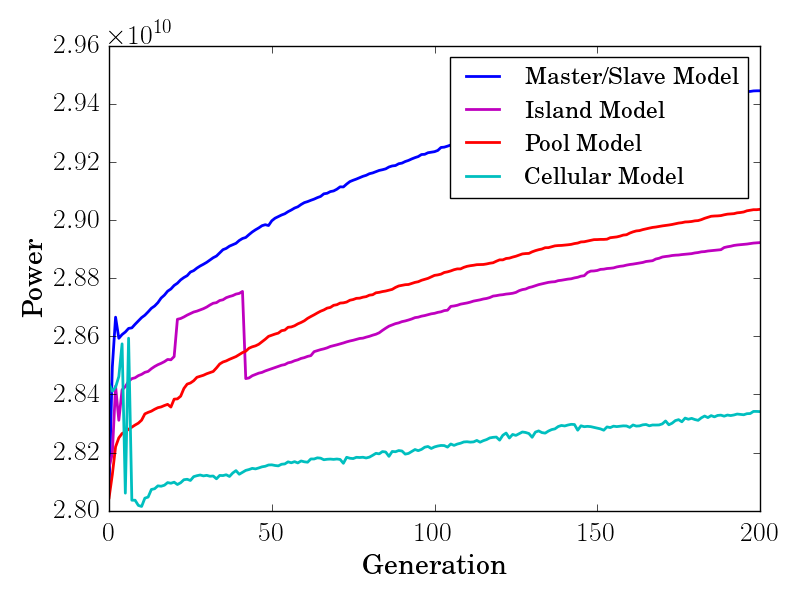 ×10¹⁰
2.96
2.94
2.92
2.90
2.88
2.86
2.84
2.82
2.80
0
50
100
150
200
Power
Generation
Master/Slave Model
Island Model
Pool Model
Cellular Model